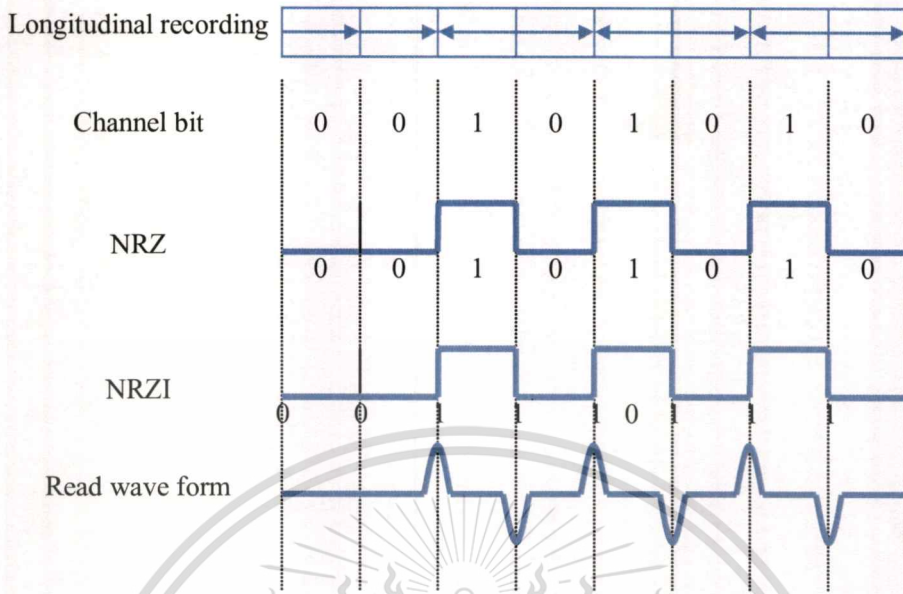 Longitudinal recording
Channel bit 0 0 1 0 1 0 1 0
NRZ
0 0 1 0 1 0 1 0
NRZI
0 0 1 1 1 0 1 1 1
Read wave form